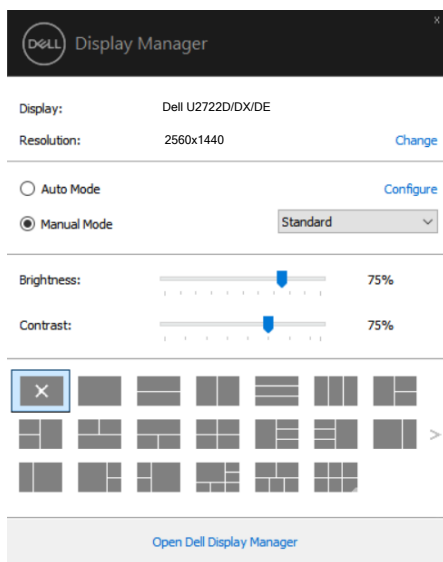 x
DELL Display Manager
Display: Dell U2722D/DX/DE
Resolution: 2560x1440 Change
Auto Mode Configure
Manual Mode Standard
Brightness: 75%
Contrast: 75%
Open Dell Display Manager